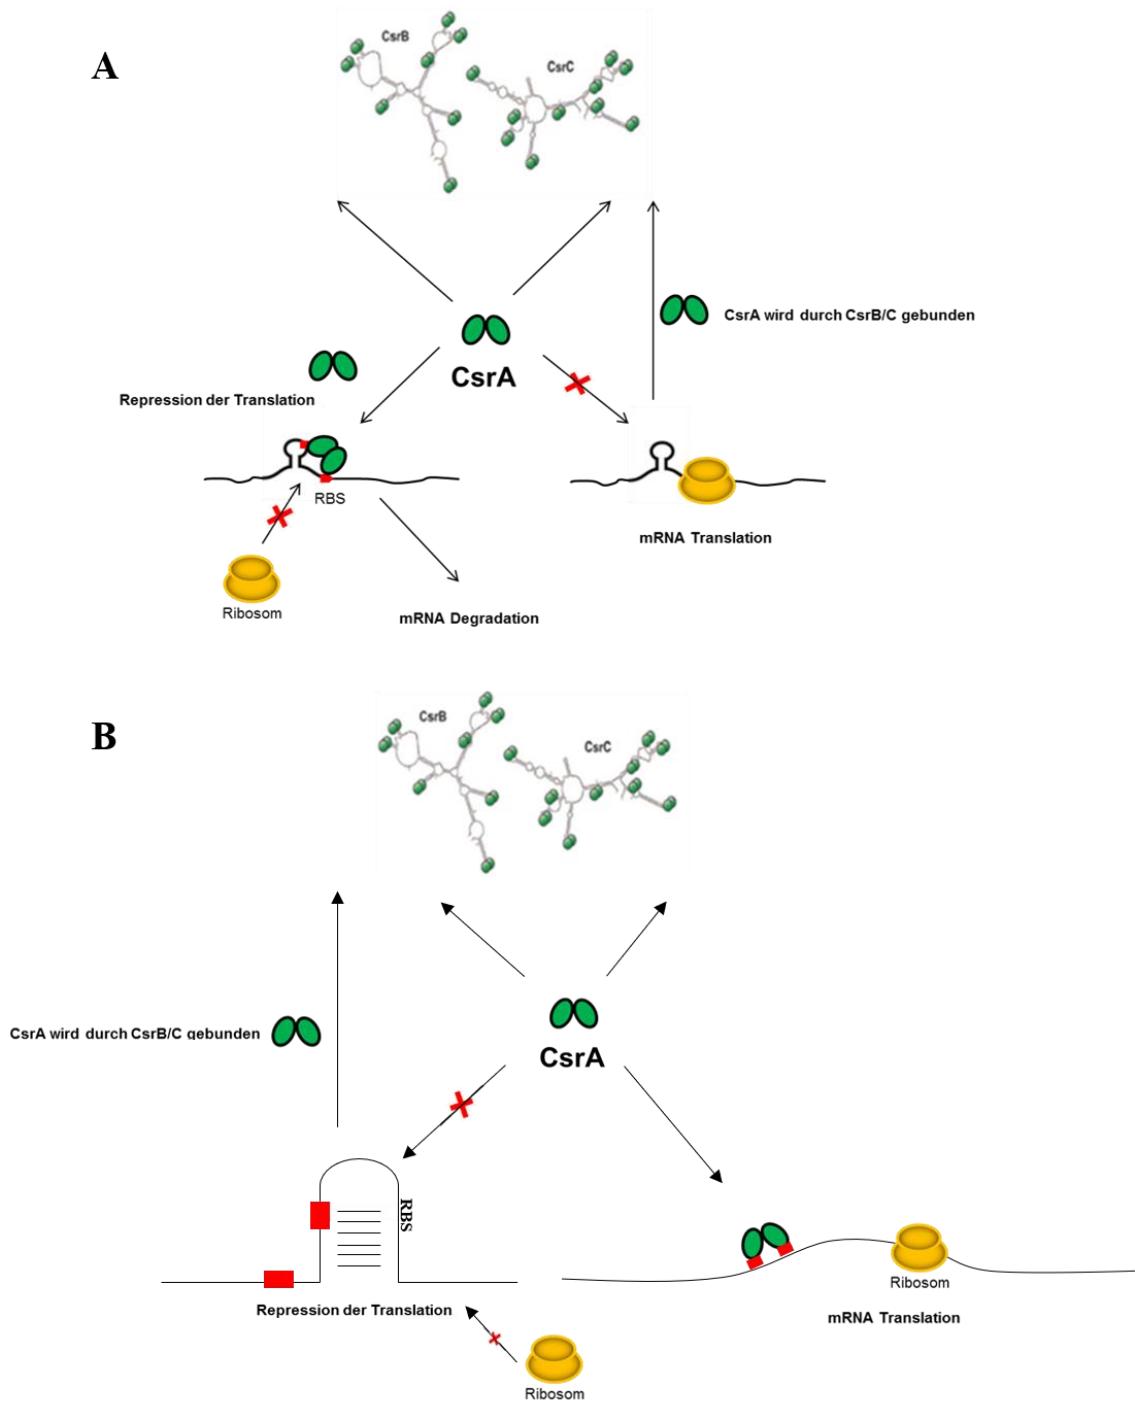 A
CsrB
CsrC
CsrA wird durch CsrB/C gebunden
CsrA
Repression der Translation
RBS
mRNA Translation
Ribosom
mRNA Degradation
B
CsrB
CsrC
CsrA wird durch CsrB/C gebunden
CsrA
RBS
Ribosom
Repression der Translation
mRNA Translation
Ribosom